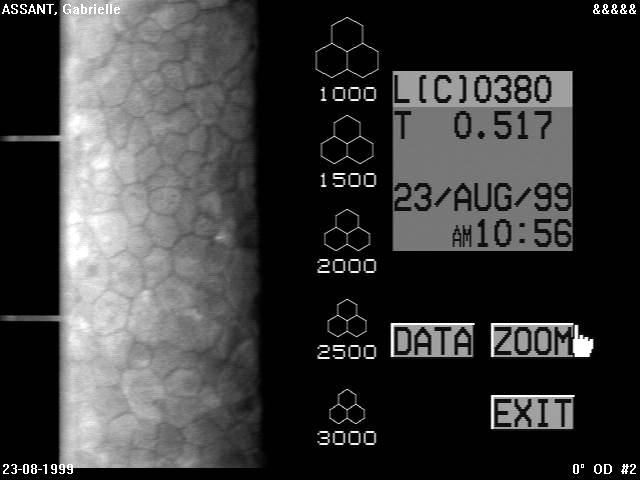 ASSANT, Gabrielle
&&&&&
1000
1500
2000
2500
3000
L[C]0380
T 0.517
23/AUG/99
AM10:56
DATA ZOOM
EXIT
23-08-1999
0° OD #2